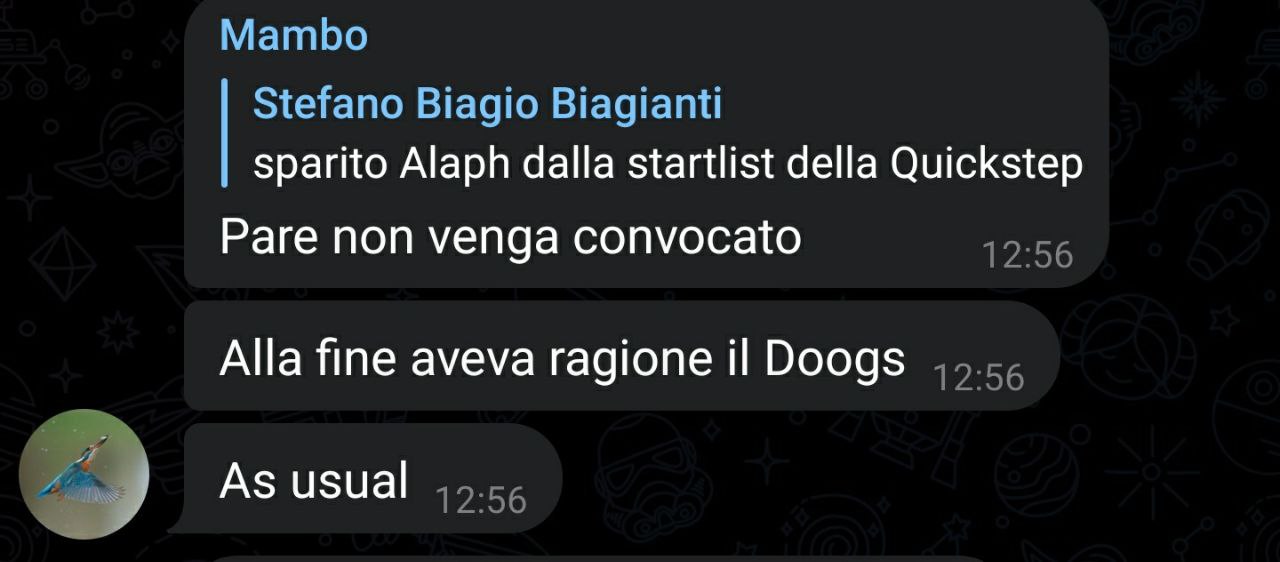 Mambo
Stefano Biagio Biagianti
sparito Alaph dalla startlist della Quickstep
Pare non venga convocato 12:56
Alla fine aveva ragione il Doogs 12:56
As usual 12:56